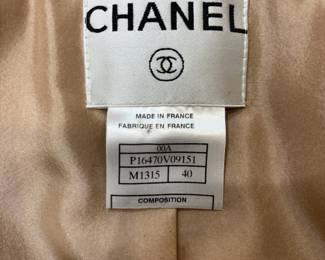 CHANEL
MADE IN FRANCE
FABRIQUE EN FRANCE
00A
P16470V09151
M1315 40
COMPOSITION